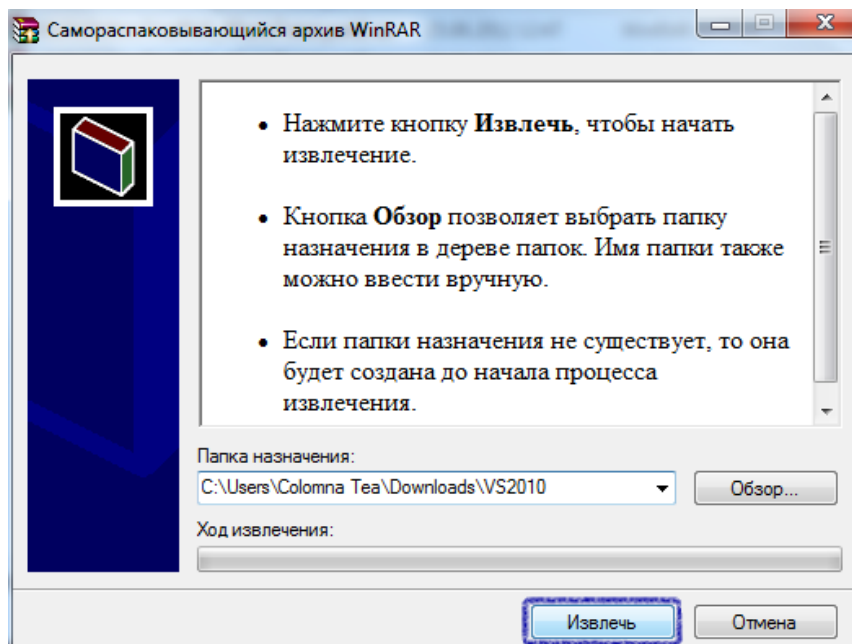 Самораспаковывающийся архив WinRAR
Нажмите кнопку Извлечь, чтобы начать
извлечение.
Кнопка Обзор позволяет выбрать папку
назначения в дереве папок. Имя папки также
можно ввести вручную.
Если папки назначения не существует, то она
будет создана до начала процесса
извлечения.
Папка назначения:
C:\Users\Colomna Tea\Downloads\VS2010
Обзор...
Ход извлечения:
Извлечь
Отмена